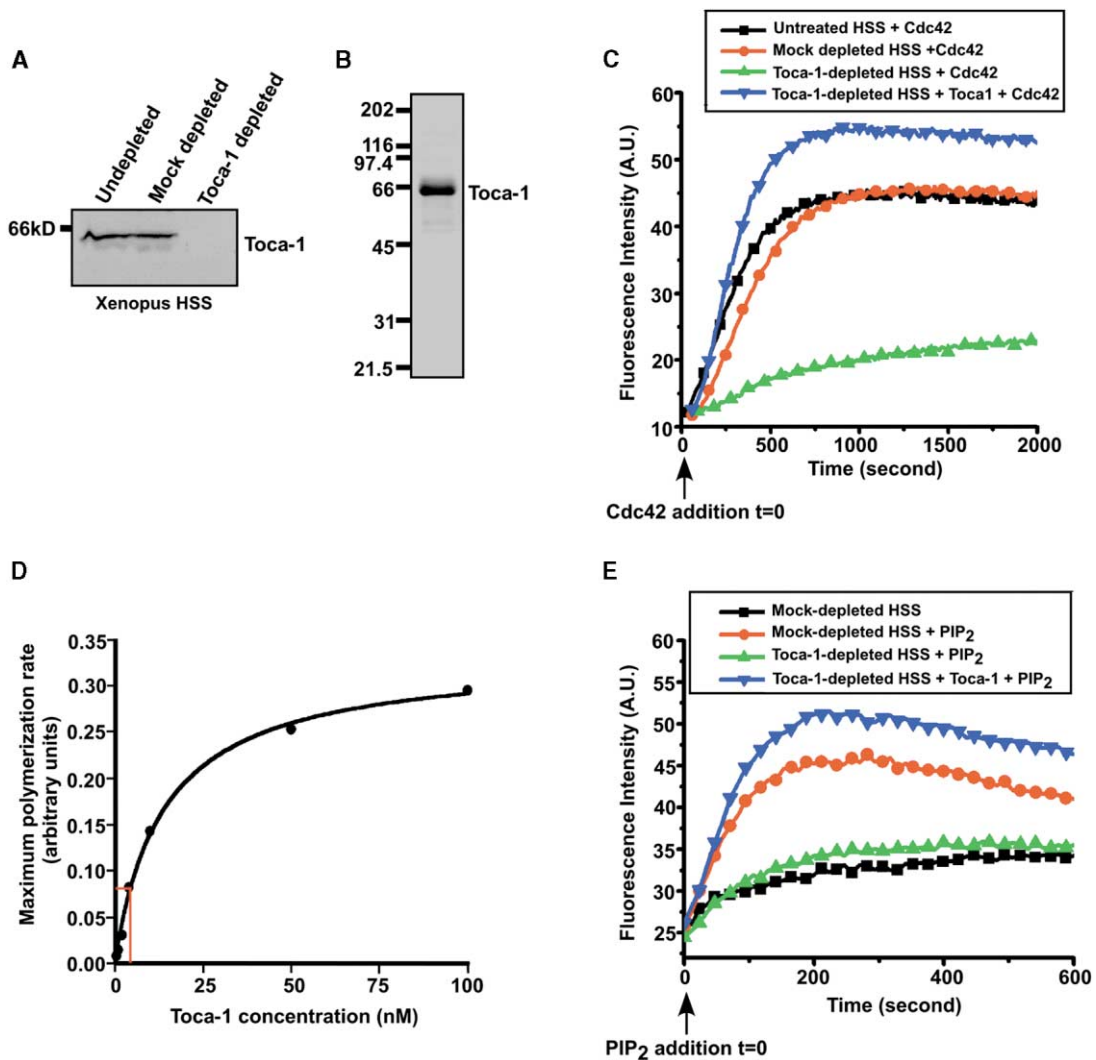 A
Undepleted
Mock depleted
Toca-1 depleted
66kD
Toca-1
Xenopus HSS
B
202
116
97.4
66
45
31
21.5
Toca-1
C
Untreated HSS + Cdc42
Mock depleted HSS +Cdc42
Toca-1-depleted HSS + Cdc42
Toca-1-depleted HSS + Toca1 + Cdc42
Fluorescence Intensity (A.U.)
60
50
40
30
20
10
0 500 1000 1500 2000
Time (second)
Cdc42 addition t=0
D
Maximum polymerization rate
(arbitrary units)
0.35
0.30
0.25
0.20
0.15
0.10
0.05
0.00
0 25 50 75 100
Toca-1 concentration (nM)
E
Mock-depleted HSS
Mock-depleted HSS + PIP2
Toca-1-depleted HSS + PIP2
Toca-1-depleted HSS + Toca-1 + PIP2
Fluorescence Intensity (A.U.)
60
55
50
45
40
35
30
25
0 200 400 600
Time (second)
PIP2 addition t=0